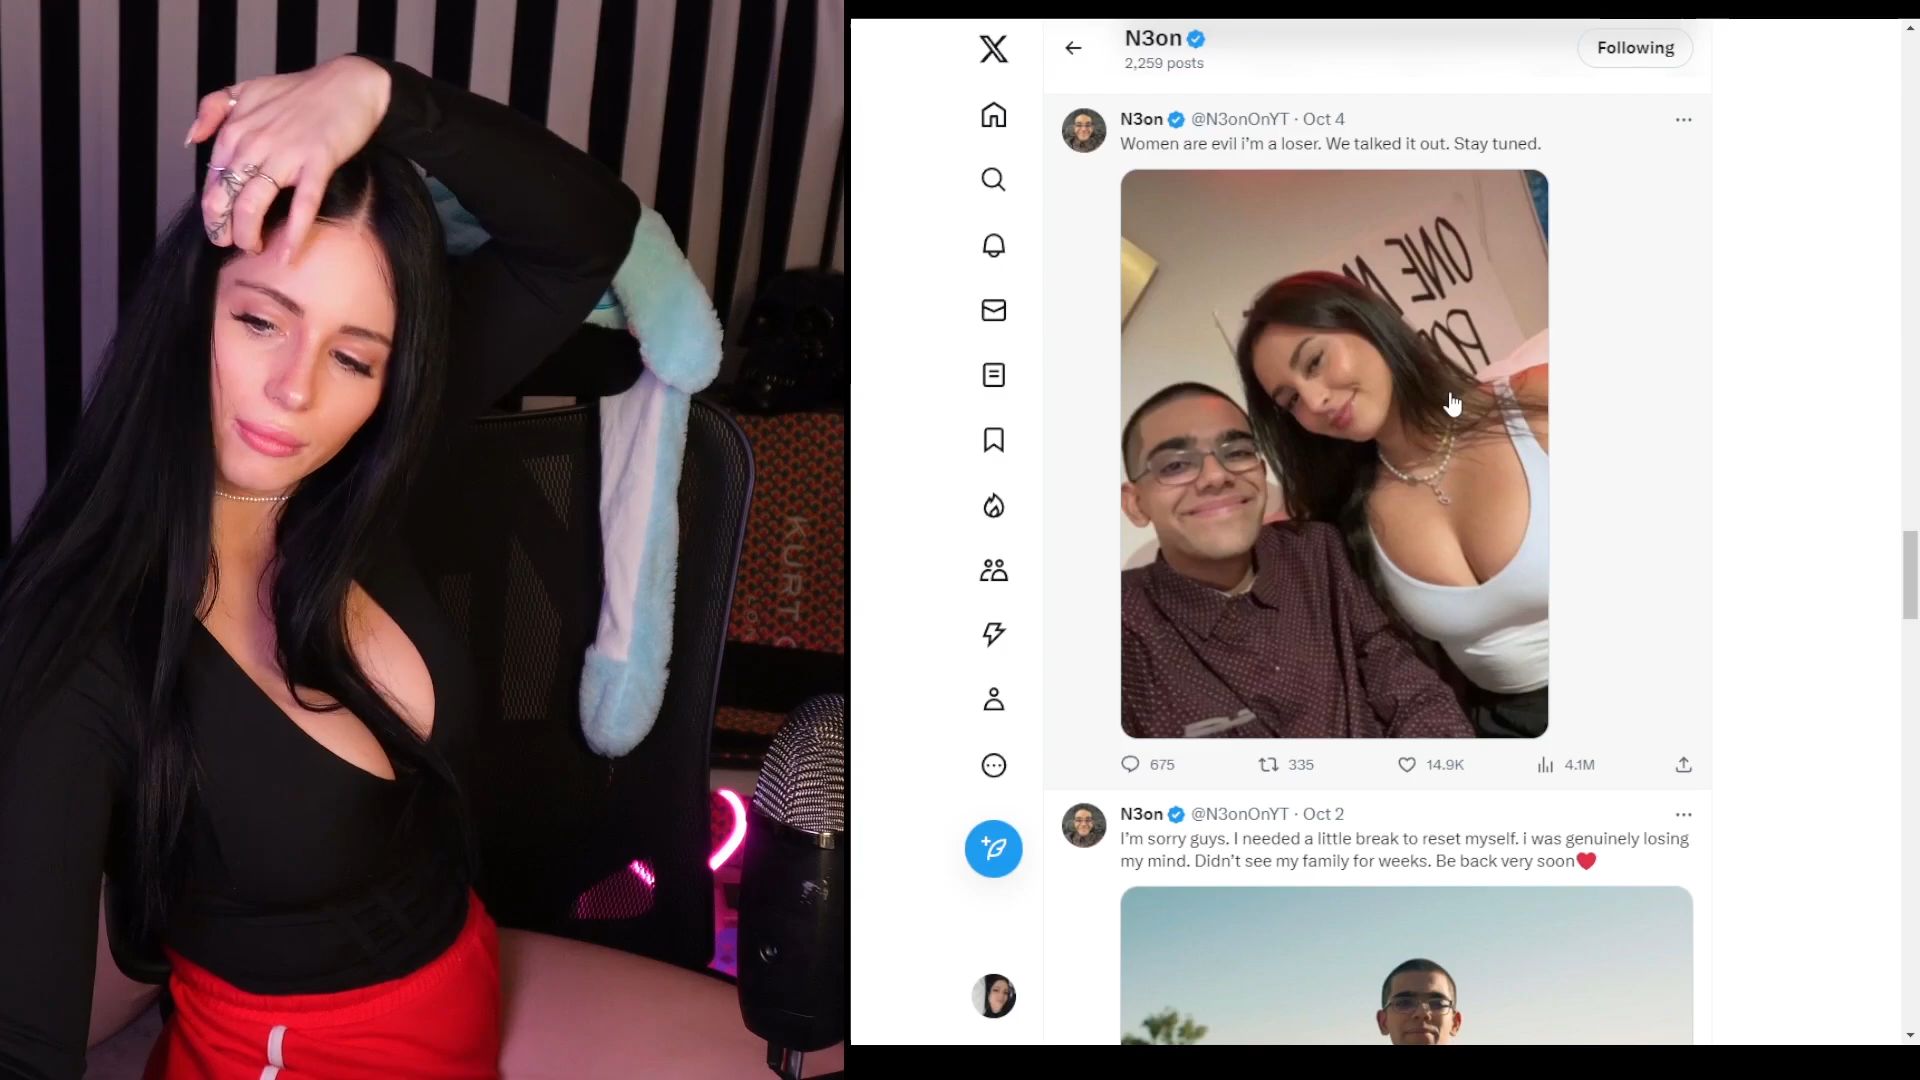 N3on
2,259 posts
Following
N3on @N3onOnYT · Oct 4
Women are evil i'm a loser. We talked it out. Stay tuned.
ONE
675
335
14.9K
4.1M
N3on @N3onOnYT · Oct 2
I'm sorry guys. I needed a little break to reset myself. i was genuinely losing
my mind. Didn't see my family for weeks. Be back very soon❤️
KURT